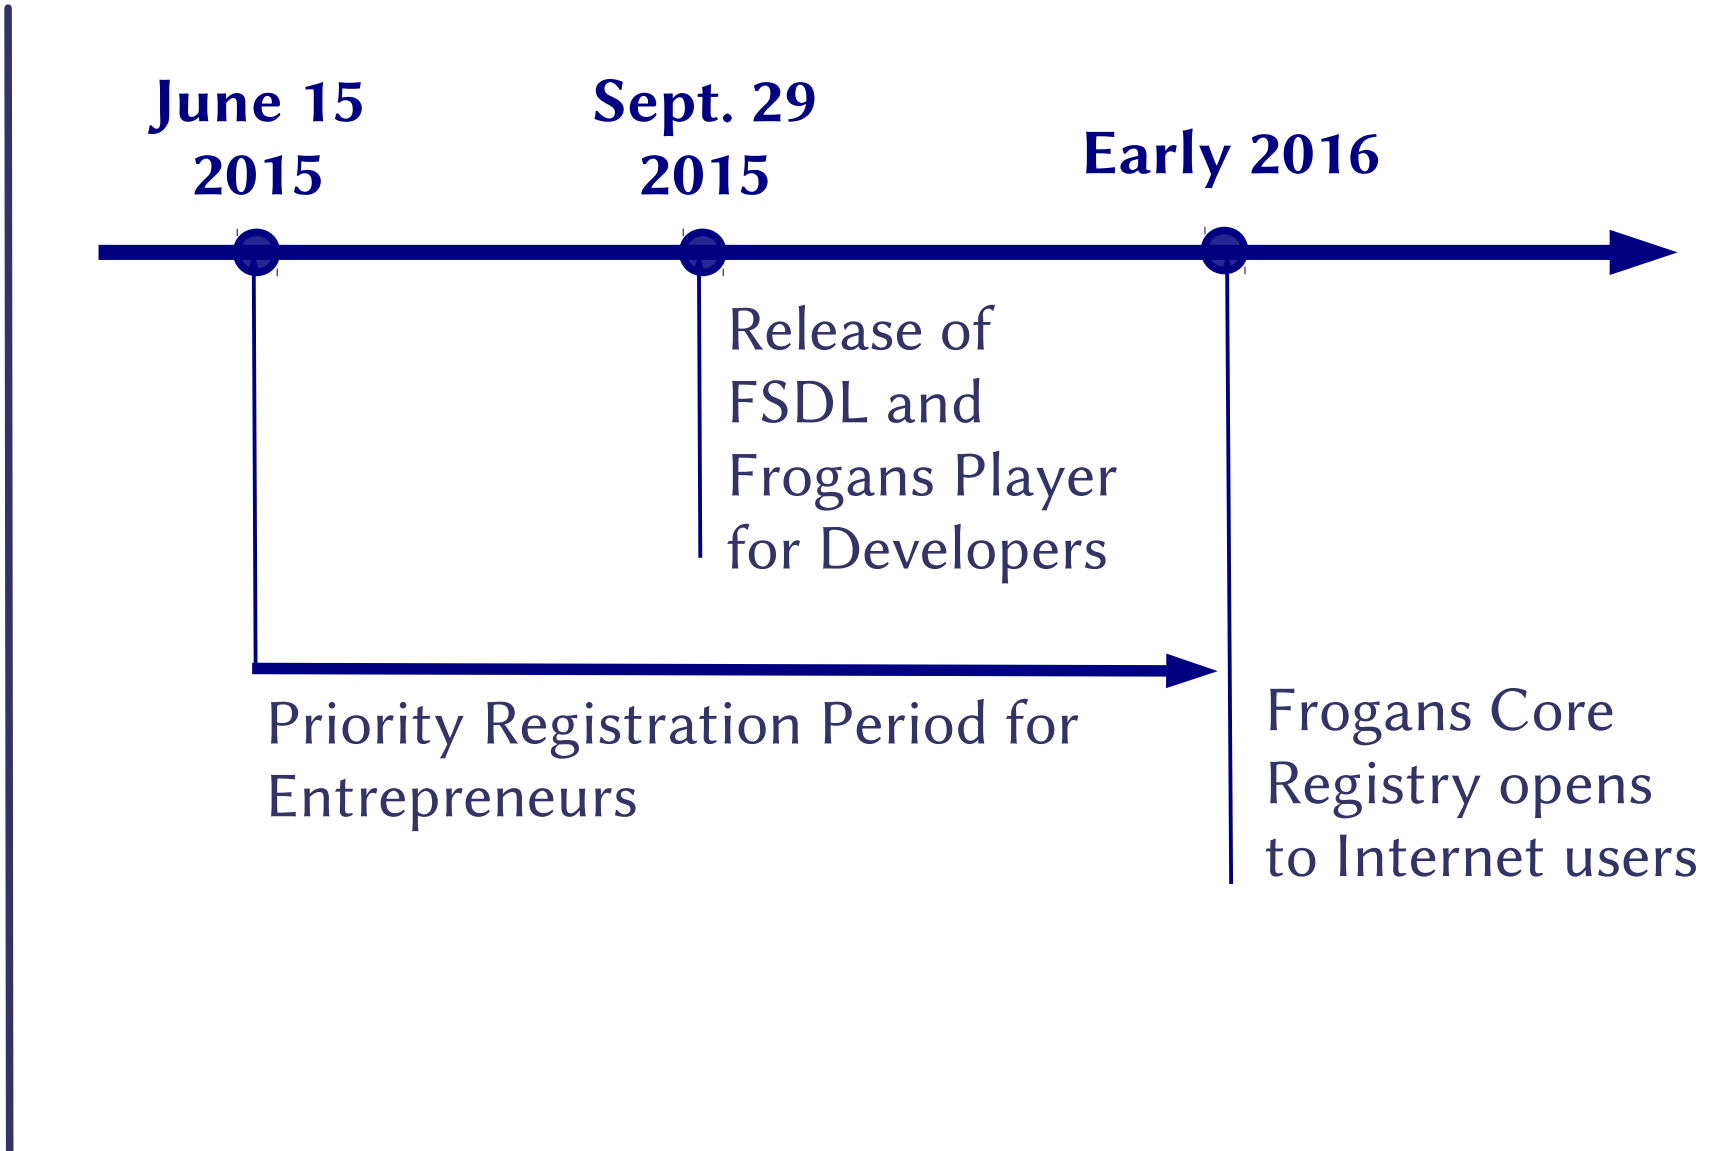 June 15
2015
Sept. 29
2015
Early 2016
Release of
FSDL and
Frogans Player
for Developers
Priority Registration Period for
Entrepreneurs
Frogans Core
Registry opens
to Internet users